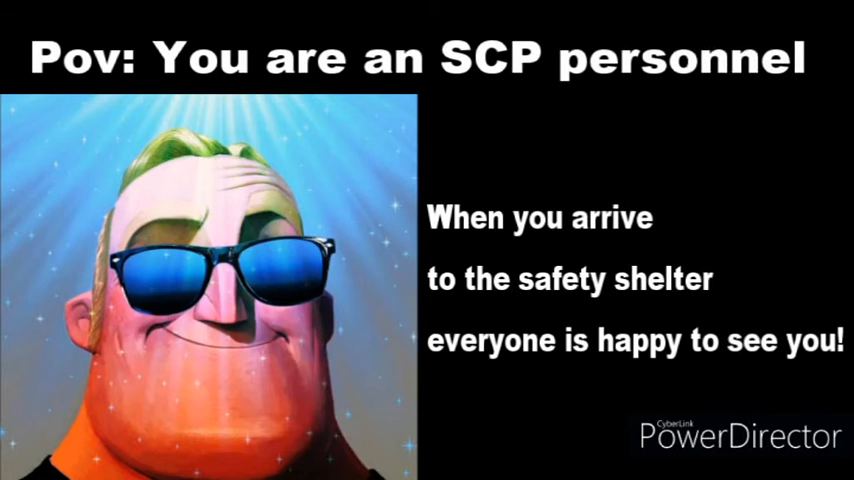 Pov: You are an SCP personnel
When you arrive
to the safety shelter
everyone is happy to see you!
CyberLink
PowerDirector